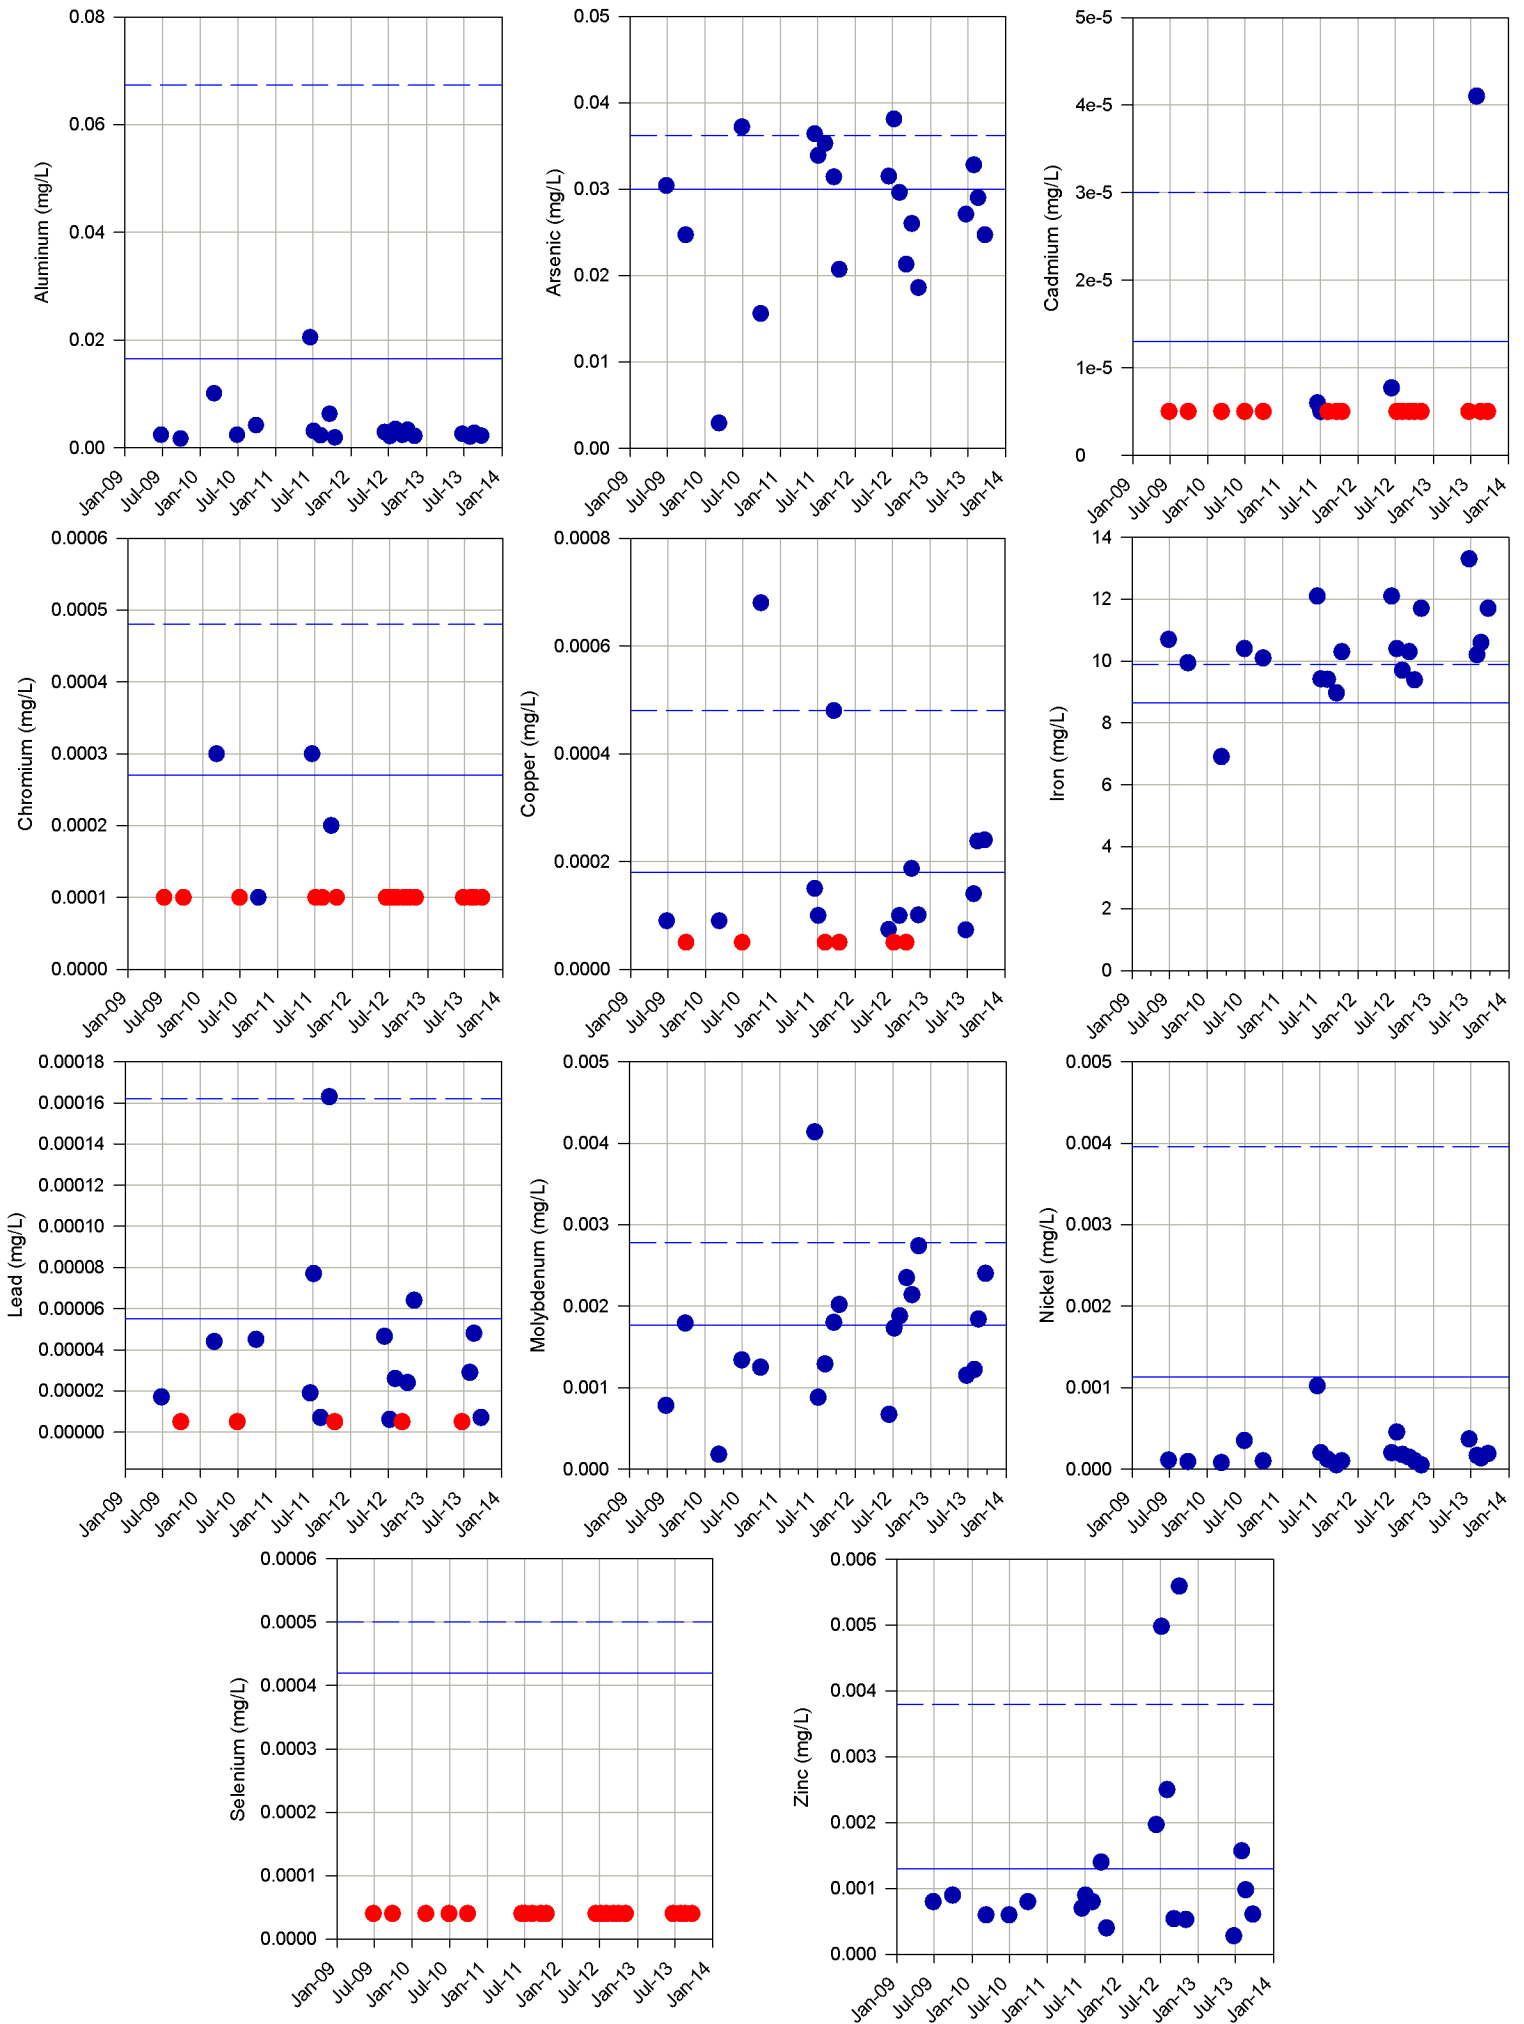 Aluminum (mg/L)
0.08
0.06
0.04
0.02
0.00
Jan-09 Jul-09 Jan-10 Jul-10 Jan-11 Jul-11 Jan-12 Jul-12 Jan-13 Jul-13 Jan-14
Arsenic (mg/L)
0.05
0.04
0.03
0.02
0.01
0.00
Jan-09 Jul-09 Jan-10 Jul-10 Jan-11 Jul-11 Jan-12 Jul-12 Jan-13 Jul-13 Jan-14
Cadmium (mg/L)
5e-5
4e-5
3e-5
2e-5
1e-5
0
Jan-09 Jul-09 Jan-10 Jul-10 Jan-11 Jul-11 Jan-12 Jul-12 Jan-13 Jul-13 Jan-14
Chromium (mg/L)
0.0006
0.0005
0.0004
0.0003
0.0002
0.0001
0.0000
Jan-09 Jul-09 Jan-10 Jul-10 Jan-11 Jul-11 Jan-12 Jul-12 Jan-13 Jul-13 Jan-14
Copper (mg/L)
0.0008
0.0006
0.0004
0.0002
0.0000
Jan-09 Jul-09 Jan-10 Jul-10 Jan-11 Jul-11 Jan-12 Jul-12 Jan-13 Jul-13 Jan-14
Iron (mg/L)
14
12
10
8
6
4
2
0
Jan-09 Jul-09 Jan-10 Jul-10 Jan-11 Jul-11 Jan-12 Jul-12 Jan-13 Jul-13 Jan-14
Lead (mg/L)
0.00018
0.00016
0.00014
0.00012
0.00010
0.00008
0.00006
0.00004
0.00002
0.00000
Jan-09 Jul-09 Jan-10 Jul-10 Jan-11 Jul-11 Jan-12 Jul-12 Jan-13 Jul-13 Jan-14
Molybdenum (mg/L)
0.005
0.004
0.003
0.002
0.001
0.000
Jan-09 Jul-09 Jan-10 Jul-10 Jan-11 Jul-11 Jan-12 Jul-12 Jan-13 Jul-13 Jan-14
Nickel (mg/L)
0.005
0.004
0.003
0.002
0.001
0.000
Jan-09 Jul-09 Jan-10 Jul-10 Jan-11 Jul-11 Jan-12 Jul-12 Jan-13 Jul-13 Jan-14
Selenium (mg/L)
0.0006
0.0005
0.0004
0.0003
0.0002
0.0001
0.0000
Jan-09 Jul-09 Jan-10 Jul-10 Jan-11 Jul-11 Jan-12 Jul-12 Jan-13 Jul-13 Jan-14
Zinc (mg/L)
0.006
0.005
0.004
0.003
0.002
0.001
0.000
Jan-09 Jul-09 Jan-10 Jul-10 Jan-11 Jul-11 Jan-12 Jul-12 Jan-13 Jul-13 Jan-14